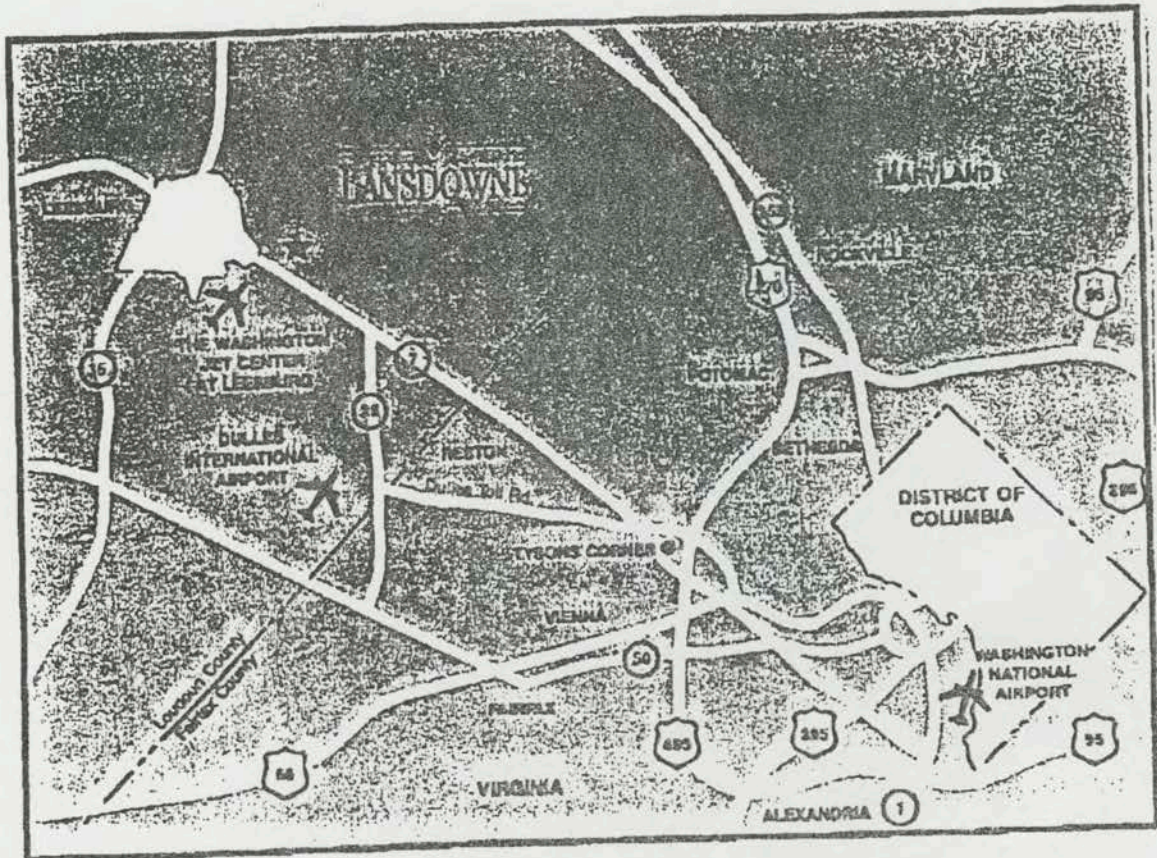 LANSDOWNE
MARYLAND
ROCKVILLE
95
THE WASHINGTON
JET CENTER
AT LEESBURG
15
7
28
POTOMAC
DULLES
INTERNATIONAL
AIRPORT
RESTON
Dulles Toll Rd.
BETHESDA
DISTRICT OF
COLUMBIA
295
TYSONS CORNER
VIENNA
50
Loudoun County
Fairfax County
FAIRFAX
WASHINGTON
NATIONAL
AIRPORT
66
495
395
95
VIRGINIA
ALEXANDRIA
1